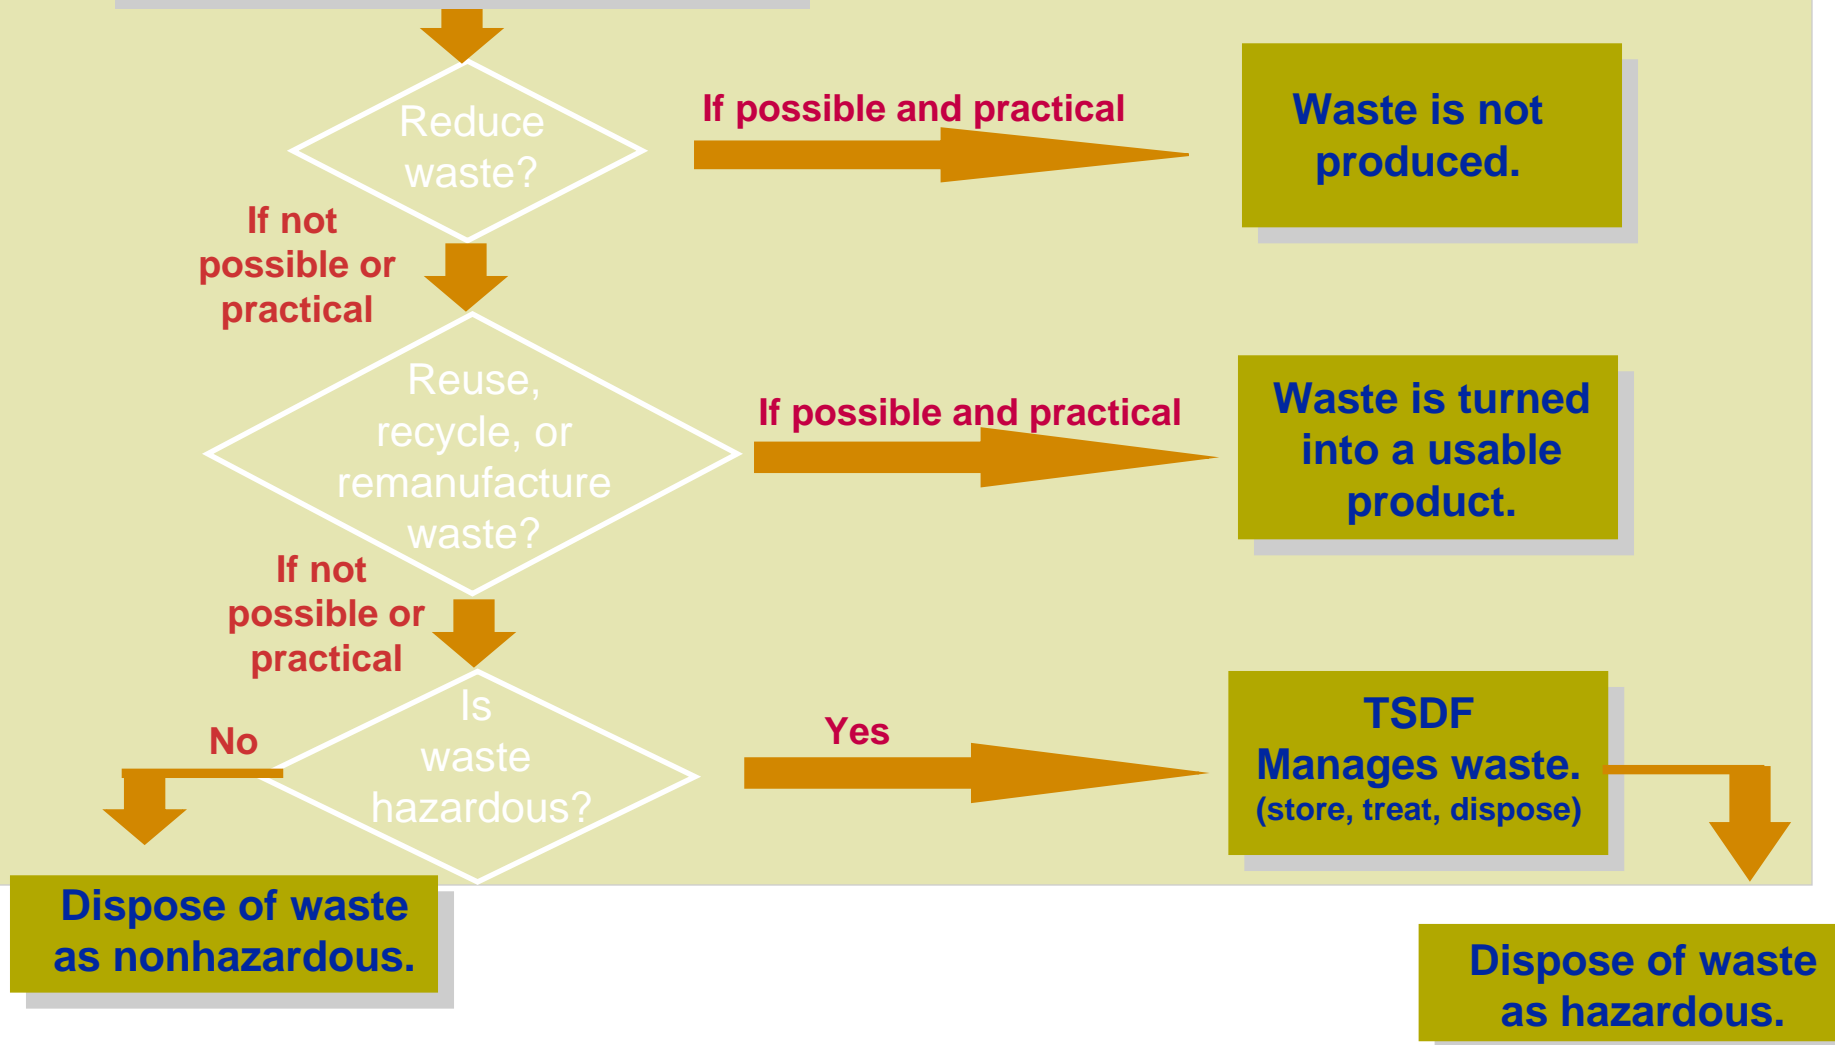 Reduce
waste?
If possible and practical
Waste is not
produced.
If not
possible or
practical
Reuse,
recycle, or
remanufacture
waste?
If possible and practical
Waste is turned
into a usable
product.
If not
possible or
practical
Is
waste
hazardous?
No
Yes
TSDF
Manages waste.
(store, treat, dispose)
Dispose of waste
as nonhazardous.
Dispose of waste
as hazardous.